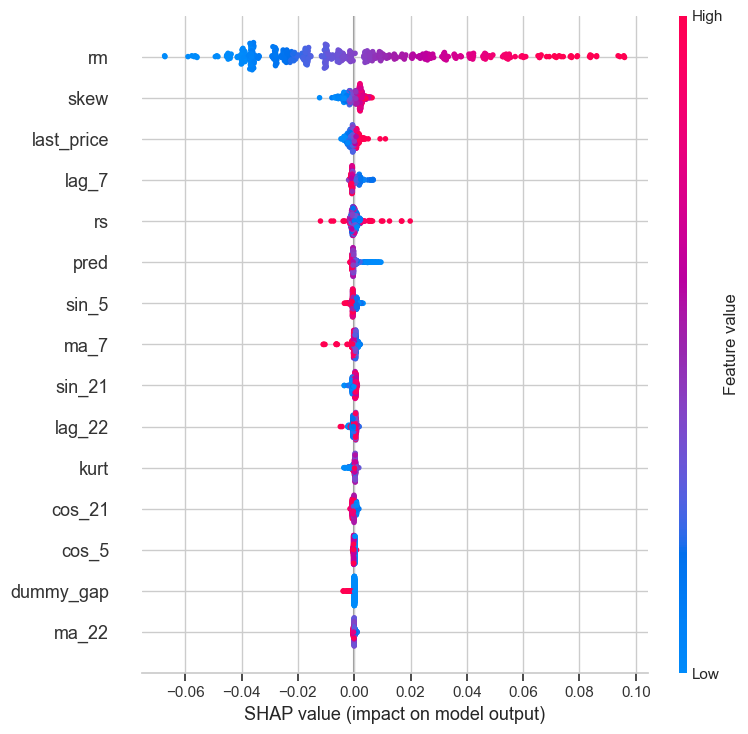 High
rm
skew
last_price
lag_7
rs
pred
sin_5
ma_7
sin_21
lag_22
kurt
cos_21
cos_5
dummy_gap
ma_22
Feature value
Low
−0.06 −0.04 −0.02 0.00 0.02 0.04 0.06 0.08 0.10
SHAP value (impact on model output)